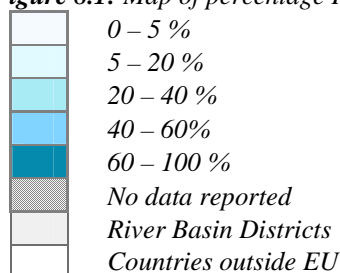 igure 8.1: Map of percentage
0 – 5 %
5 – 20 %
20 – 40 %
40 – 60%
60 – 100 %
No data reported
River Basin Districts
Countries outside EU